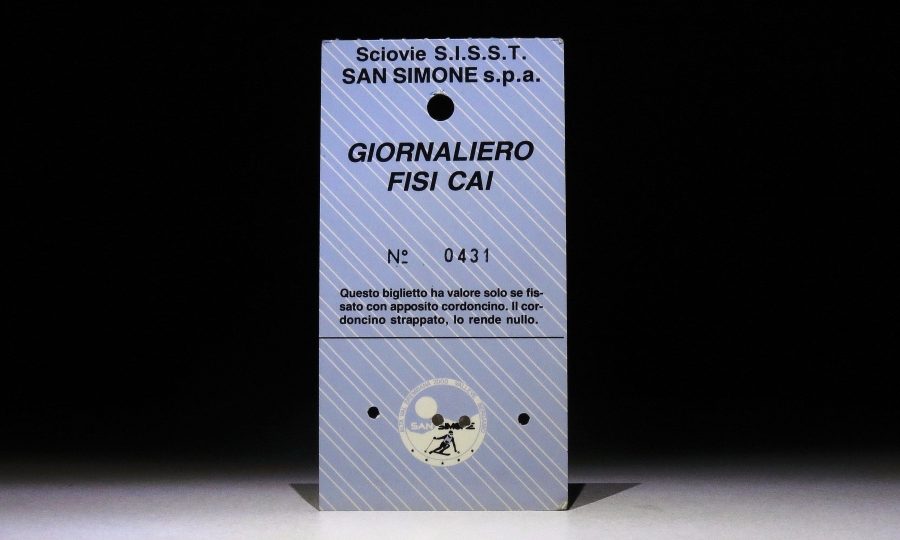 Sciovie S.I.S.S.T.
SAN SIMONE s.p.a.
GIORNALIERO
FISI CAI
Nº 0431
Questo biglietto ha valore solo se fis-
sato con apposito cordoncino. Il cor-
doncino strappato, lo rende nullo.
SAN SIMONE